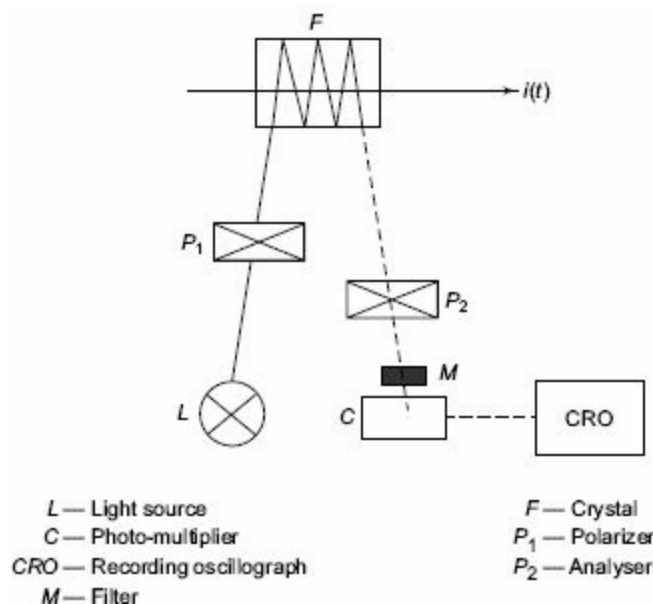 F
i(t)
P₁
P₂
M
L
C
CRO
L — Light source
C — Photo-multiplier
CRO — Recording oscillograph
M — Filter
F — Crystal
P₁ — Polarizer
P₂ — Analyser